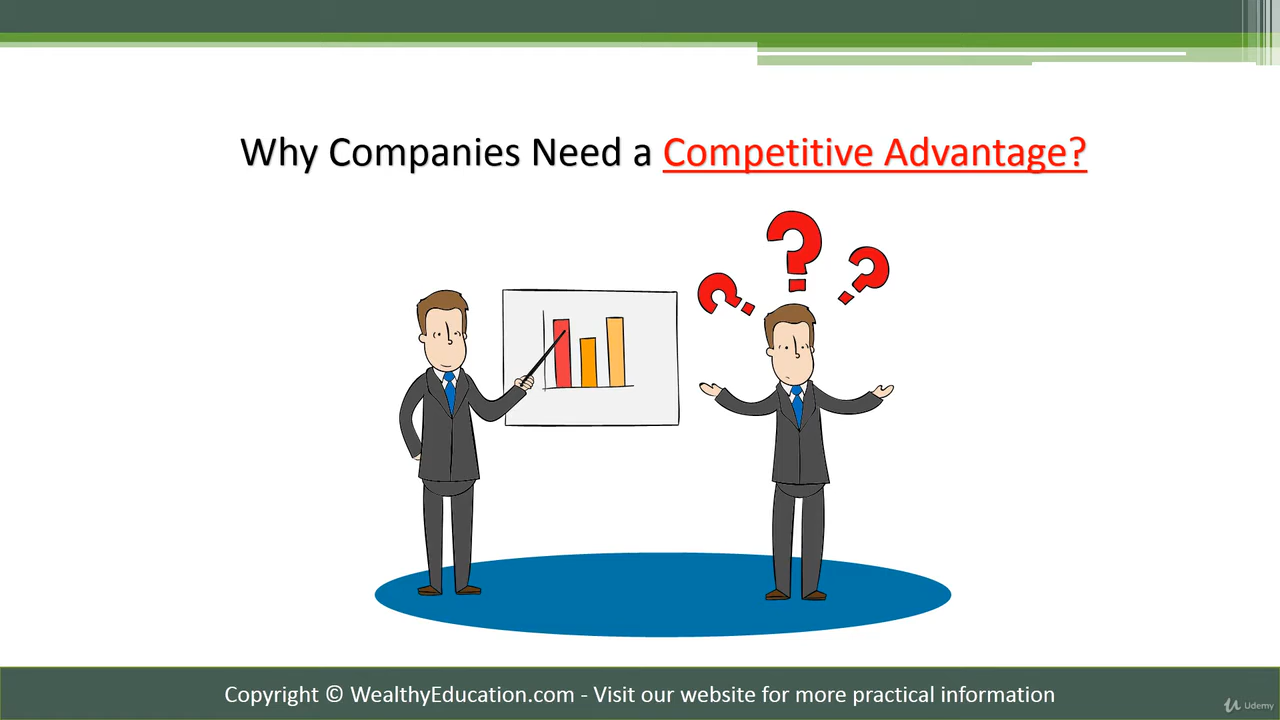 Why Companies Need a Competitive Advantage?
? ? ?
Copyright © WealthyEducation.com - Visit our website for more practical information
Udemy